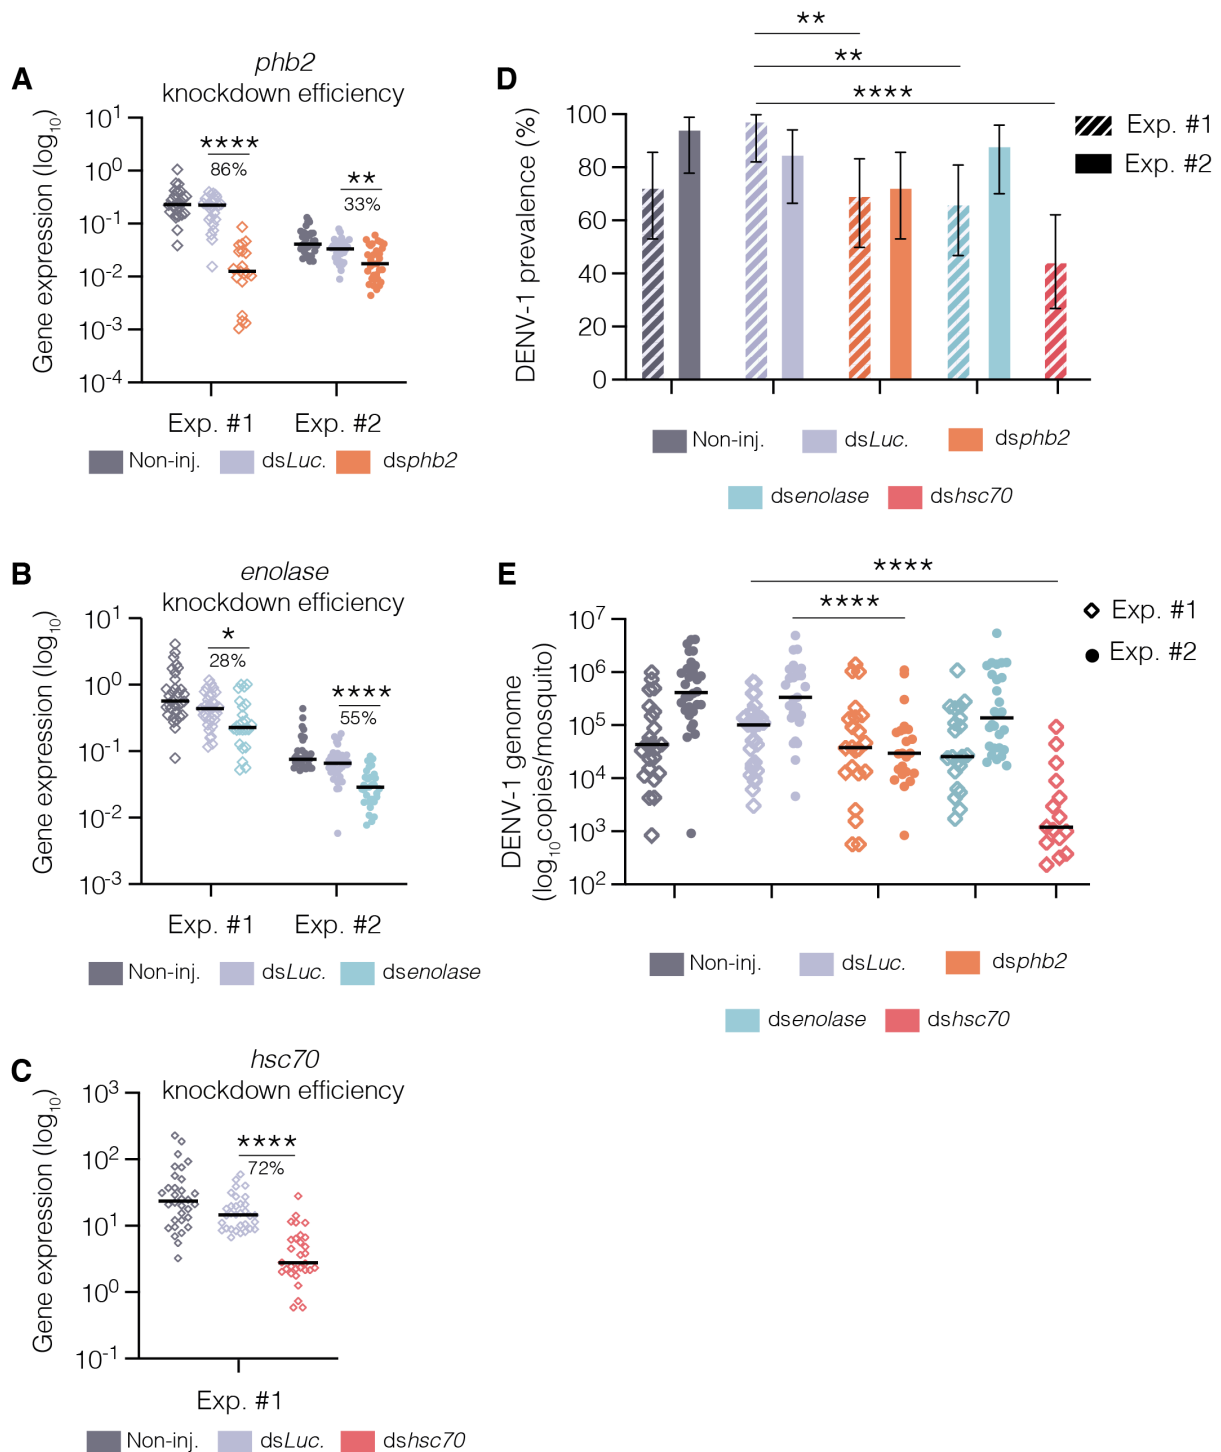 A
phb2
knockdown efficiency
Gene expression (log10)
10^1
10^0
10^-1
10^-2
10^-3
10^-4
****
86%
**
33%
Exp. #1
Exp. #2
Non-inj.
dsLuc.
dsphb2
B
enolase
knockdown efficiency
Gene expression (log10)
10^1
10^0
10^-1
10^-2
10^-3
*
28%
****
55%
Exp. #1
Exp. #2
Non-inj.
dsLuc.
dsenolase
C
hsc70
knockdown efficiency
Gene expression (log10)
10^3
10^2
10^1
10^0
10^-1
****
72%
Exp. #1
Non-inj.
dsLuc.
dshsc70
D
**
**
****
DENV-1 prevalence (%)
100
80
60
40
20
0
Exp. #1
Exp. #2
Non-inj.
dsLuc.
dsphb2
dsenolase
dshsc70
E
****
****
DENV-1 genome
(log10copies/mosquito)
10^7
10^6
10^5
10^4
10^3
10^2
Exp. #1
Exp. #2
Non-inj.
dsLuc.
dsphb2
dsenolase
dshsc70